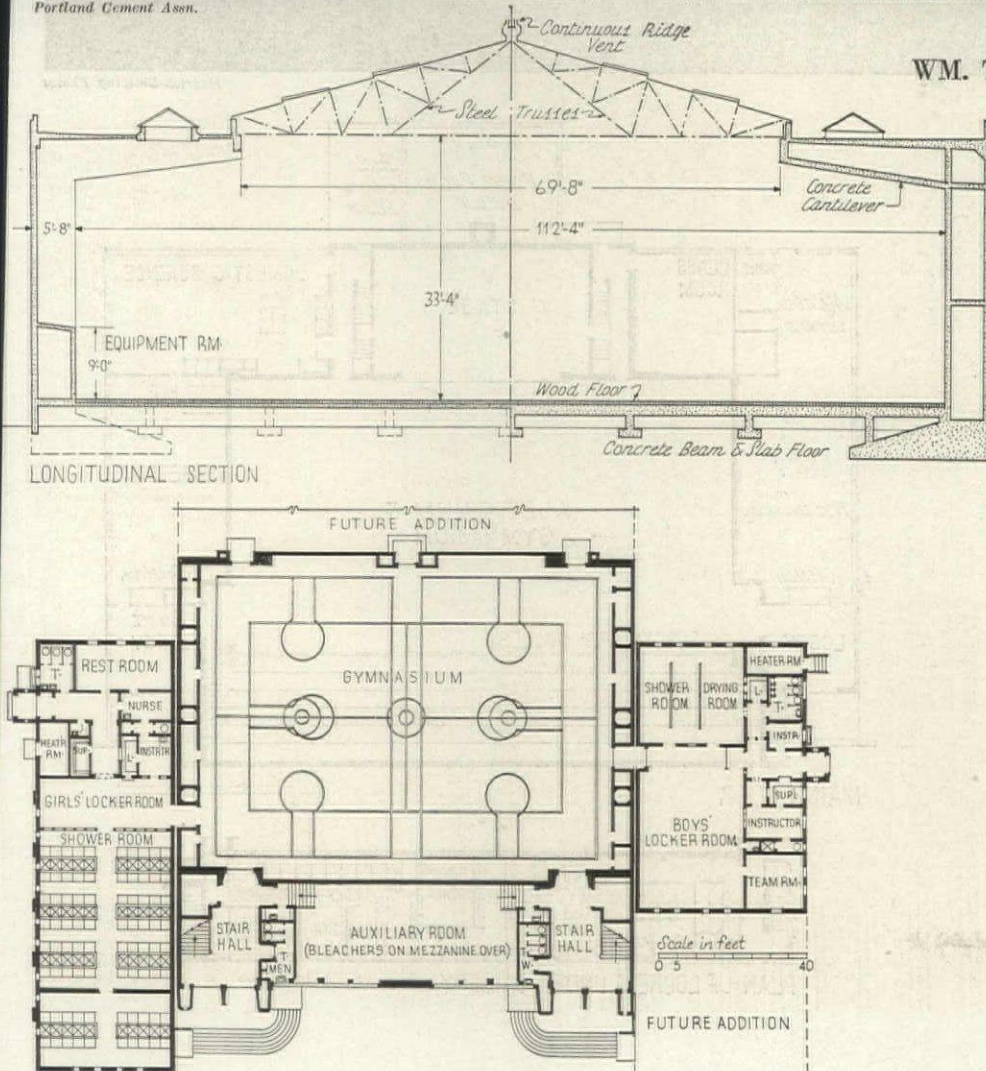 Portland Cement Assn.
Continuous Ridge
Vent
WM. T
Steel Trusses
69'-8"
Concrete
Cantilever
5'-8"
112'-4"
33'-4"
EQUIPMENT RM.
9'-0"
Wood Floor
Concrete Beam & Slab Floor
LONGITUDINAL SECTION
FUTURE ADDITION
GYMNASIUM
REST ROOM
T.
NURSE
HEATR
RM
SUP.
L.
INSTRTR
GIRLS' LOCKER ROOM
SHOWER ROOM
HEATER RM
SHOWER
ROOM
DRYING
ROOM
L.
T.
INSTR.
SUPL.
BOYS'
LOCKER ROOM
INSTRUCTOR
TEAM RM.
STAIR
HALL
T.
MEN
AUXILIARY ROOM
(BLEACHERS ON MEZZANINE OVER)
T.
W.
STAIR
HALL
Scale in feet
0 5 40
FUTURE ADDITION